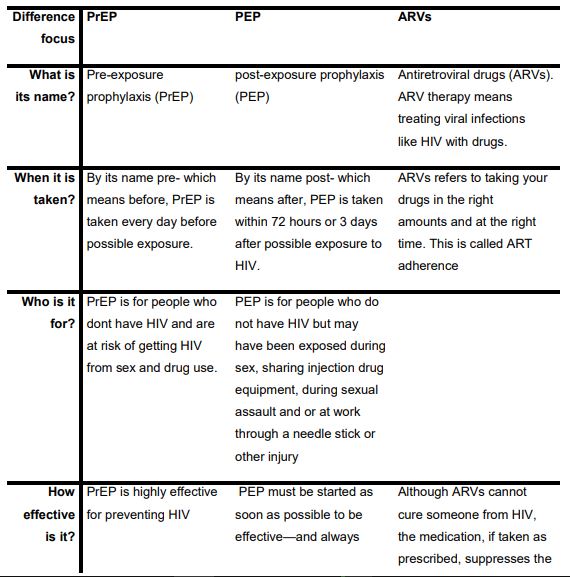 Difference focus PrEP PEP ARVs
What is its name?
Pre-exposure
prophylaxis (PrEP)
post-exposure prophylaxis
(PEP)
Antiretroviral drugs (ARVs).
ARV therapy means
treating viral infections
like HIV with drugs.
When it is
taken?
By its name pre- which
means before, PrEP is
taken every day before
possible exposure.
By its name post- which
means after, PEP is taken
within 72 hours or 3 days
after possible exposure to
HIV.
ARVs refers to taking your
drugs in the right
amounts and at the right
time. This is called ART
adherence
Who is it
for?
PrEP is for people who
dont have HIV and are
at risk of getting HIV
from sex and drug use.
PEP is for people who do
not have HIV but may
have been exposed during
sex, sharing injection drug
equipment, during sexual
assault and or at work
through a needle stick or
other injury
How
effective
is it?
PrEP is highly effective
for preventing HIV
PEP must be started as
soon as possible to be
effective—and always
Although ARVs cannot
cure someone from HIV,
the medication, if taken as
prescribed, suppresses the